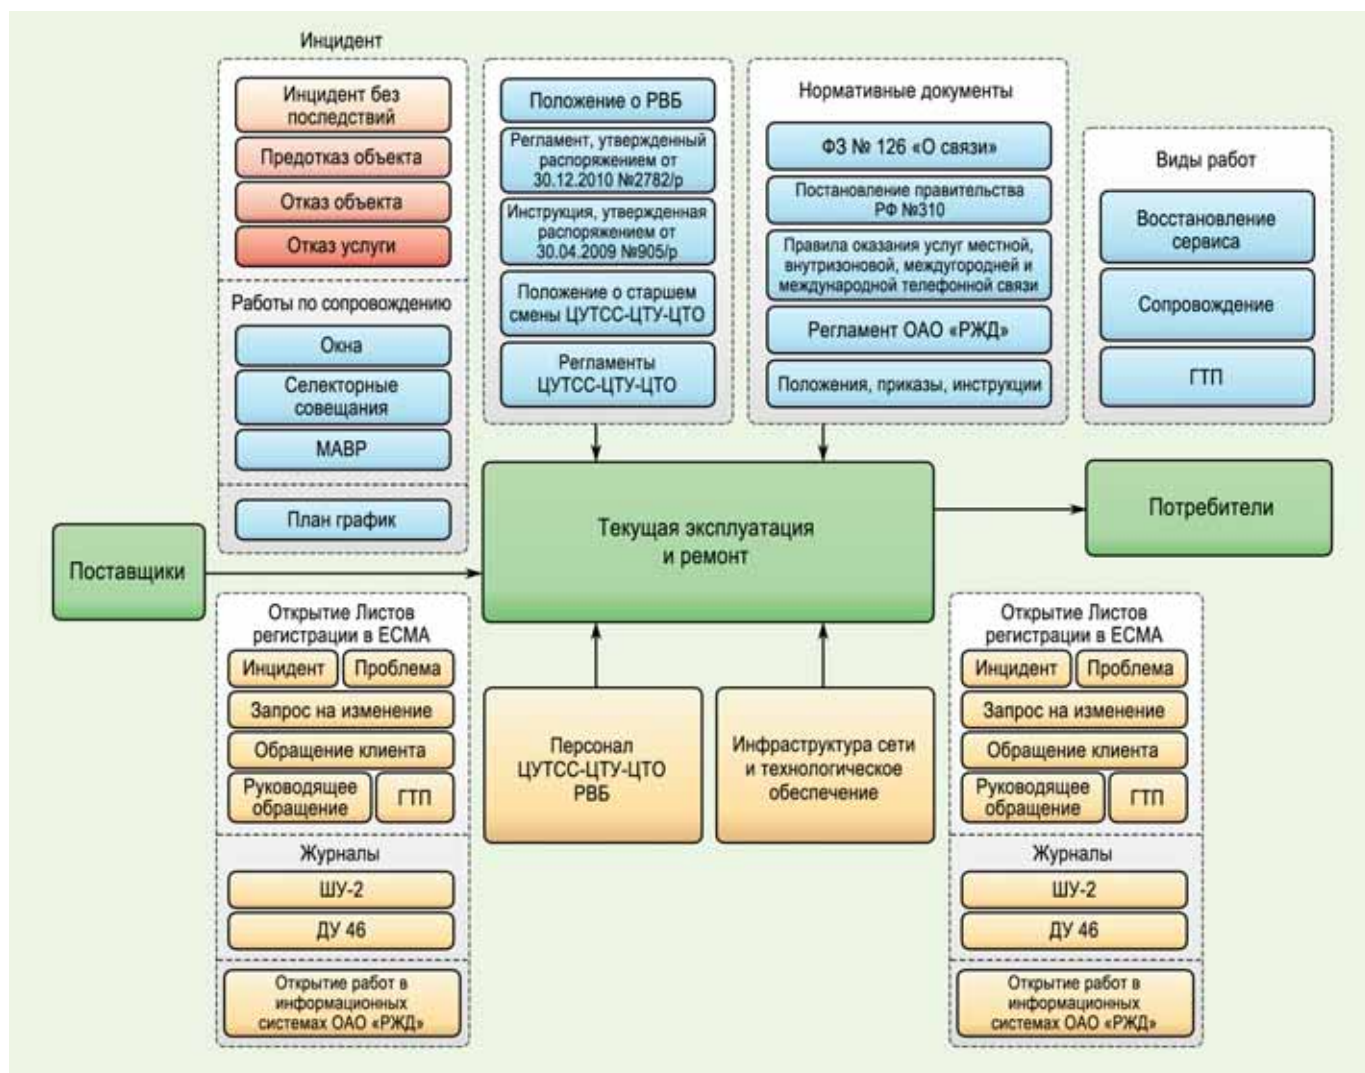 Инцидент
Инцидент без
последствий
Предотказ объекта
Отказ объекта
Отказ услуги
Работы по сопровождению
Окна
Селекторные
совещания
МАВР
План график
Положение о РВБ
Регламент, утвержденный
распоряжением от
30.12.2010 №2782/р
Инструкция, утвержденная
распоряжением от
30.04.2009 №905/р
Положение о старшем
смены ЦУТСС-ЦТУ-ЦТО
Регламенты
ЦУТСС-ЦТУ-ЦТО
Нормативные документы
ФЗ № 126 «О связи»
Постановление правительства
РФ №310
Правила оказания услуг местной,
внутризоновой, междугородней и
международной телефонной связи
Регламент ОАО «РЖД»
Положения, приказы, инструкции
Виды работ
Восстановление
сервиса
Сопровождение
ГТП
Поставщики
Текущая эксплуатация
и ремонт
Потребители
Открытие Листов
регистрации в ЕСМА
Инцидент
Проблема
Запрос на изменение
Обращение клиента
Руководящее
обращение
ГТП
Журналы
ШУ-2
ДУ 46
Открытие работ в
информационных
системах ОАО «РЖД»
Персонал
ЦУТСС-ЦТУ-ЦТО
РВБ
Инфраструктура сети
и технологическое
обеспечение
Открытие Листов
регистрации в ЕСМА
Инцидент
Проблема
Запрос на изменение
Обращение клиента
Руководящее
обращение
ГТП
Журналы
ШУ-2
ДУ 46
Открытие работ в
информационных
системах ОАО «РЖД»